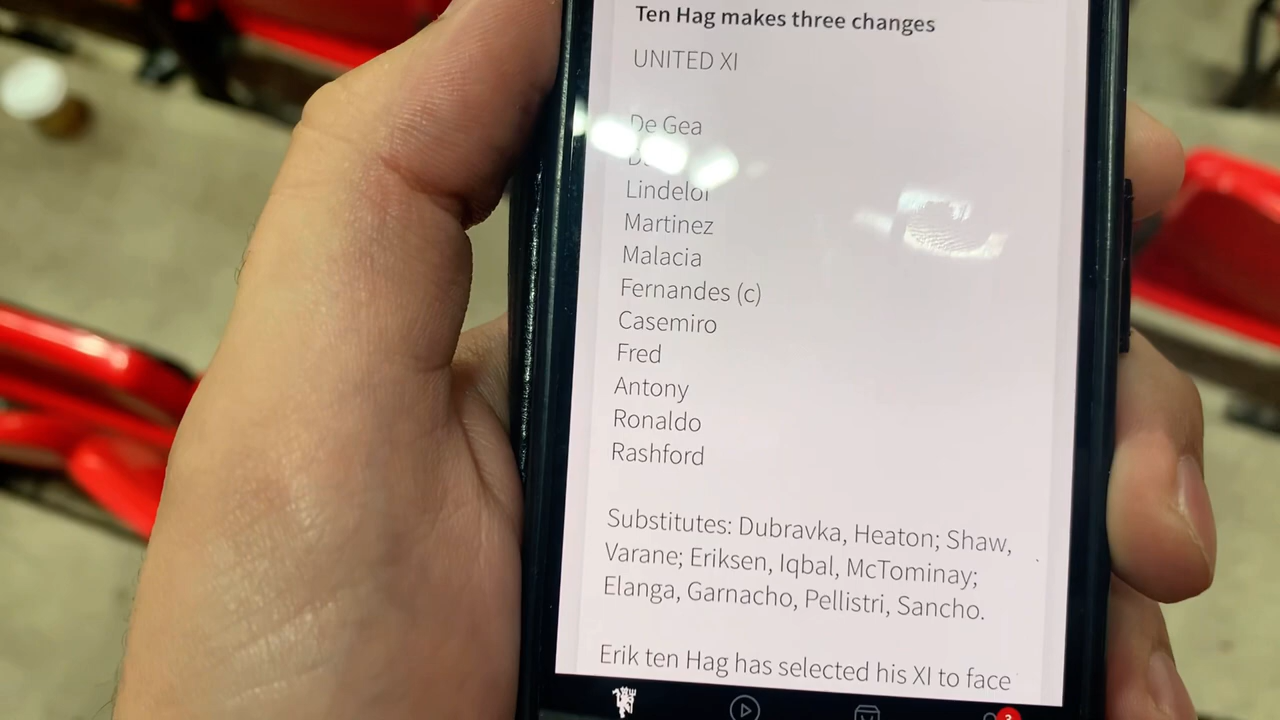 Ten Hag makes three changes
UNITED XI
De Gea
Lindelof
Martinez
Malacia
Fernandes (c)
Casemiro
Fred
Antony
Ronaldo
Rashford
Substitutes: Dubravka, Heaton; Shaw,
Varane; Eriksen, Iqbal, McTominay;
Elanga, Garnacho, Pellistri, Sancho.
Erik ten Hag has selected his XI to face
3